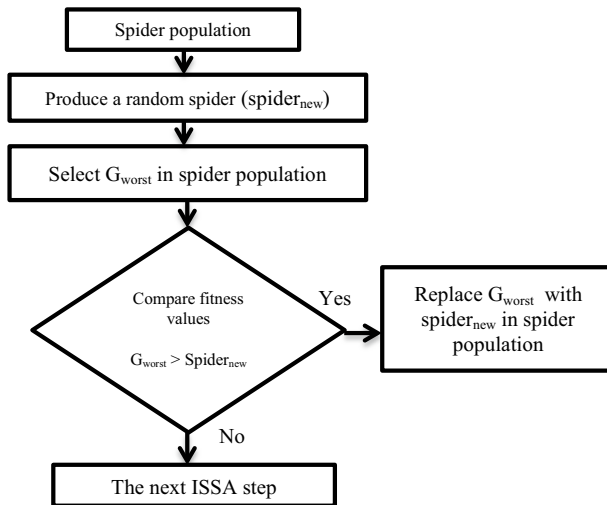 Spider population
Produce a random spider (spidernew)
Select Gworst in spider population
Compare fitness
values
Gworst > Spidernew
Yes
Replace Gworst with
spidernew in spider
population
No
The next ISSA step